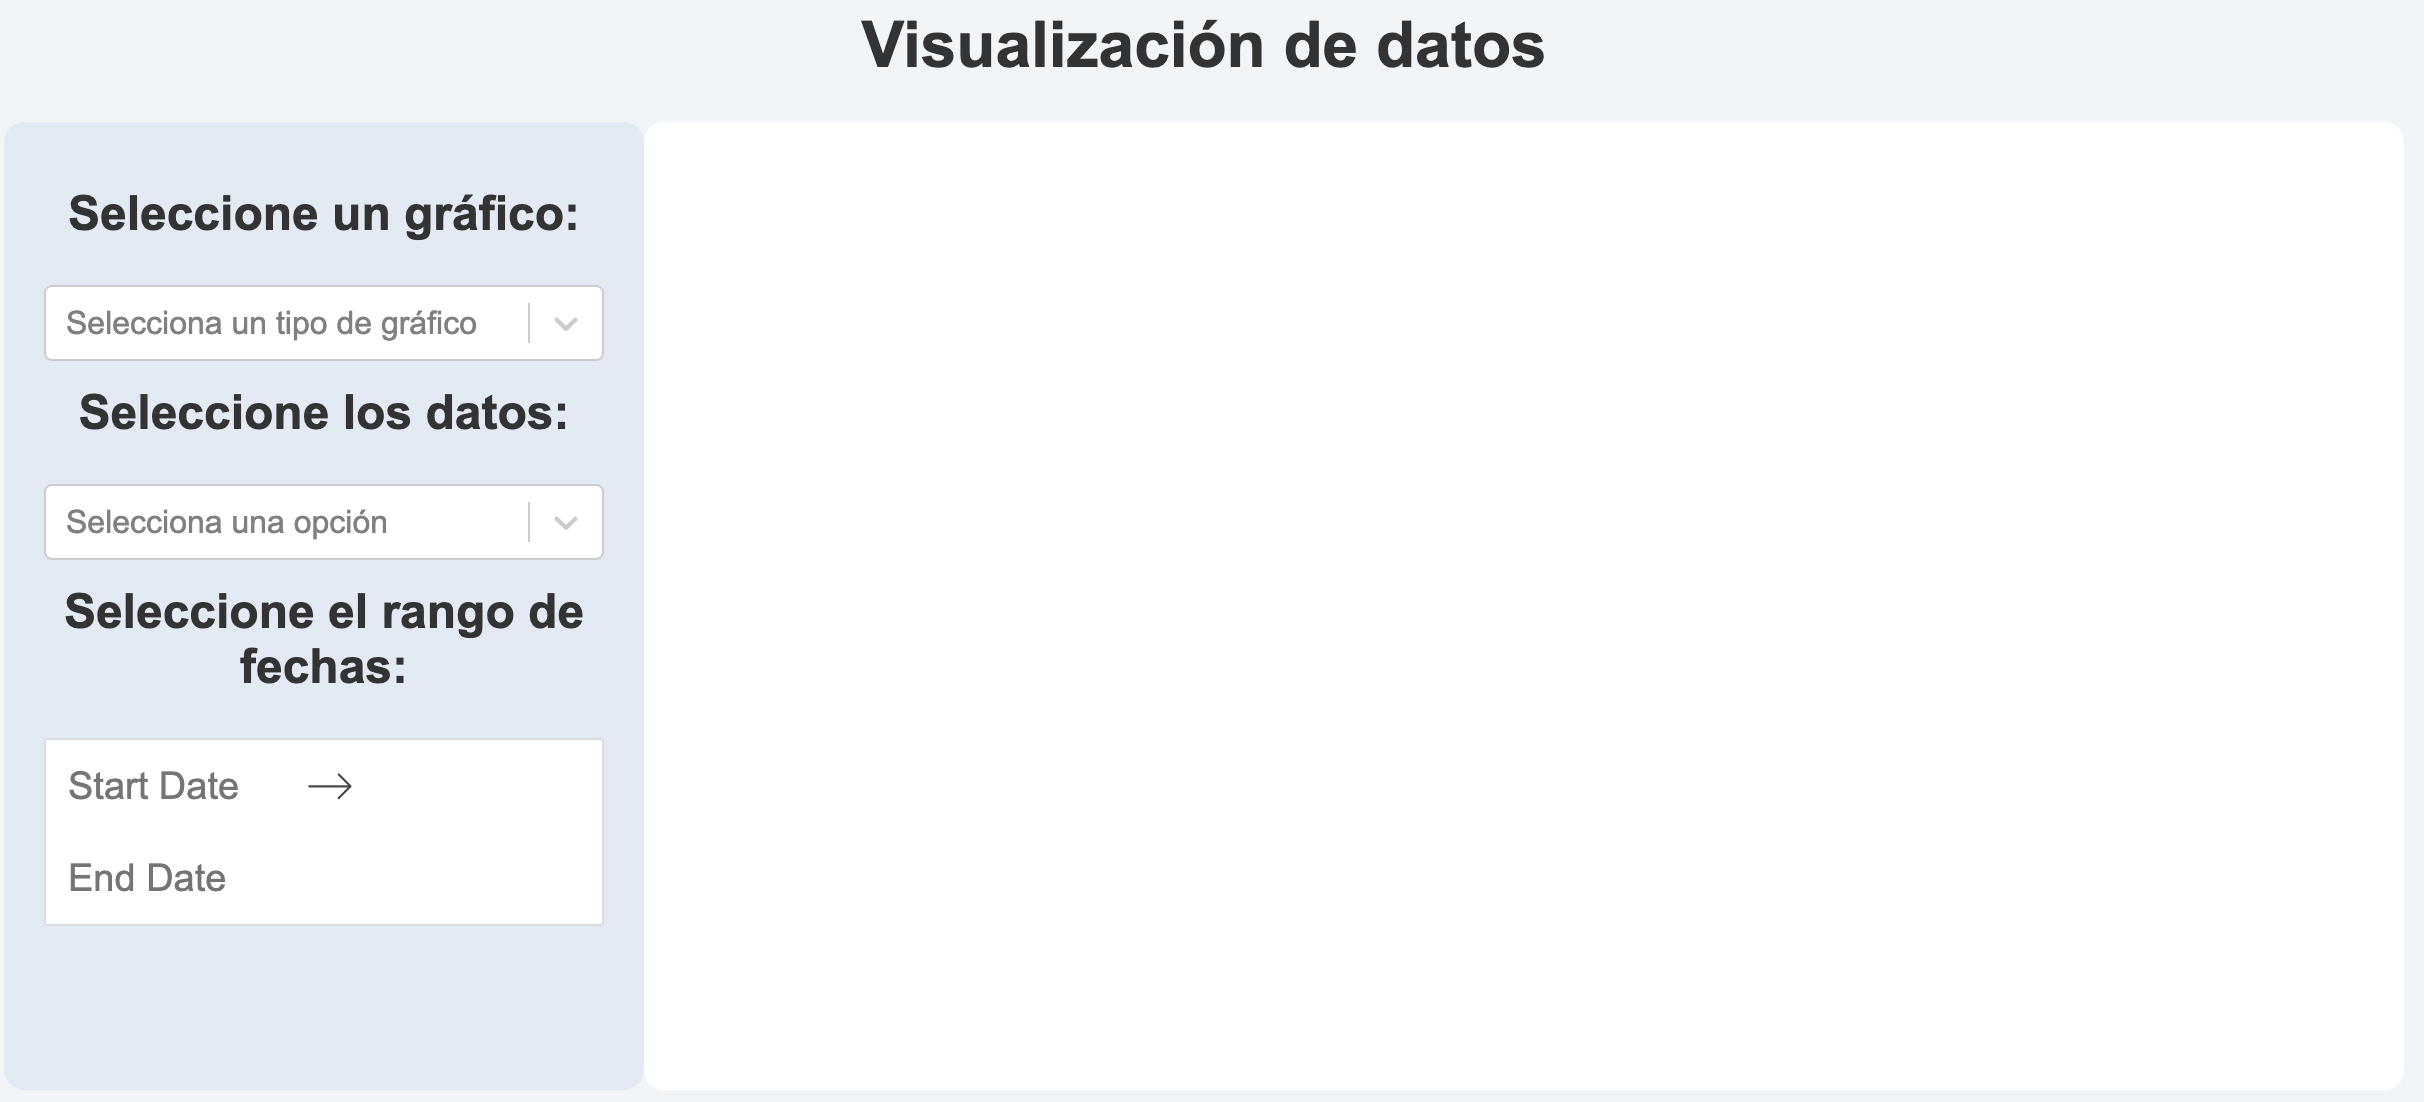 Visualización de datos
Seleccione un gráfico:
Selecciona un tipo de gráfico
Seleccione los datos:
Selecciona una opción
Seleccione el rango de
fechas:
Start Date
End Date